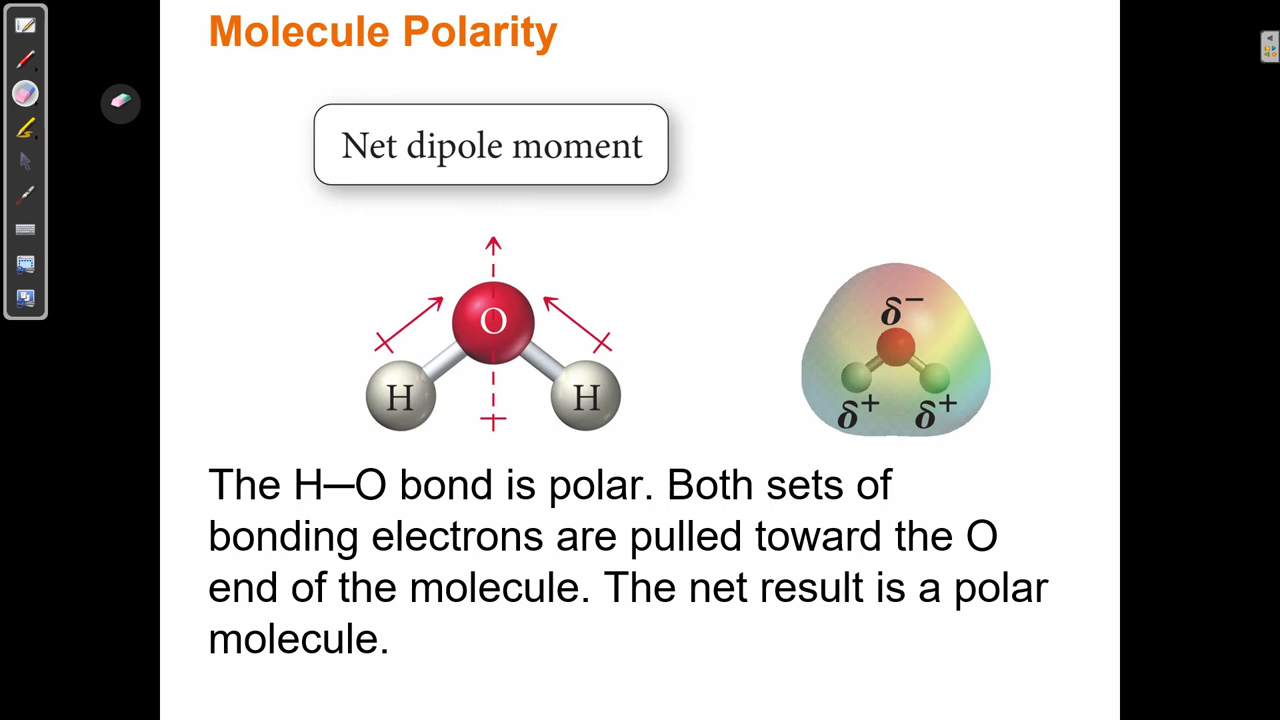 Molecule Polarity
Net dipole moment
O
H H
δ−
δ+ δ+
The H─O bond is polar. Both sets of
bonding electrons are pulled toward the O
end of the molecule. The net result is a polar
molecule.